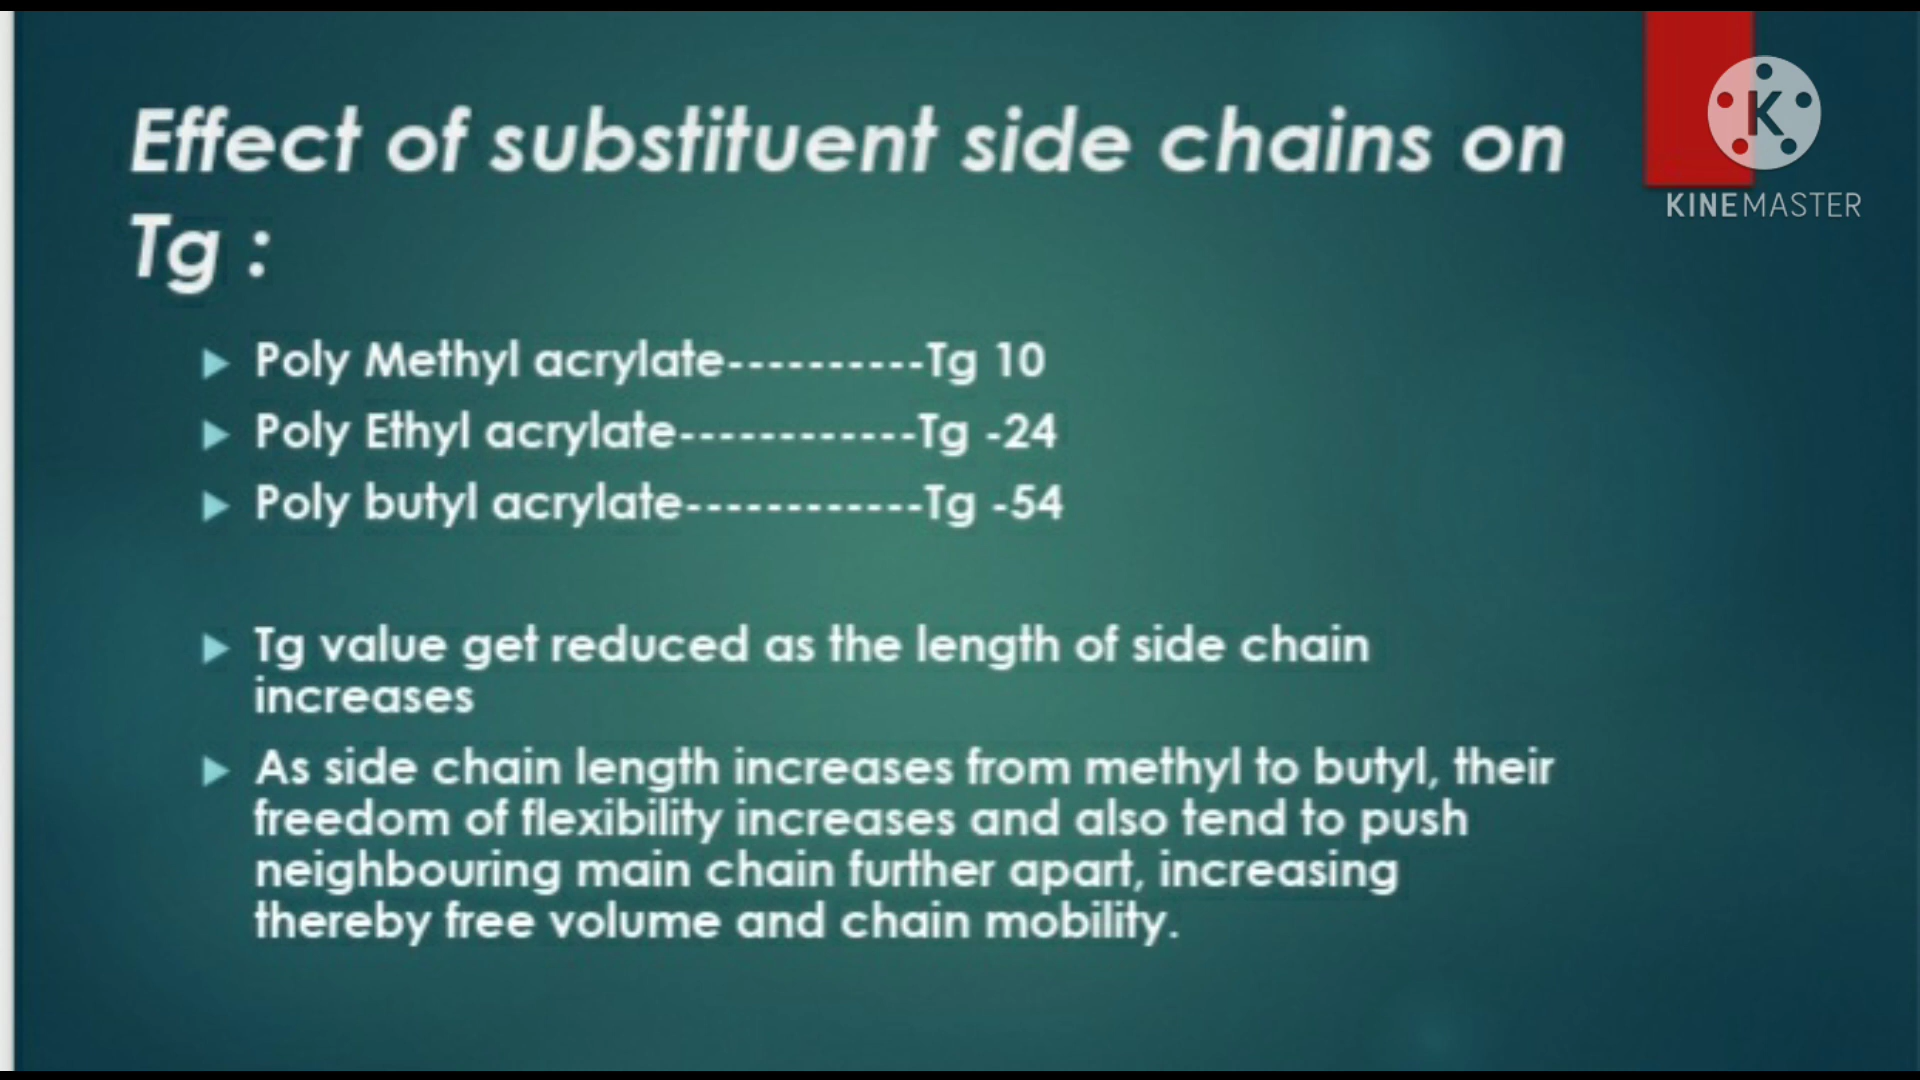 Effect of substituent side chains on
Tg :
K
KINEMASTER
Poly Methyl acrylate----------Tg 10
Poly Ethyl acrylate------------Tg -24
Poly butyl acrylate------------Tg -54
Tg value get reduced as the length of side chain
increases
As side chain length increases from methyl to butyl, their
freedom of flexibility increases and also tend to push
neighbouring main chain further apart, increasing
thereby free volume and chain mobility.